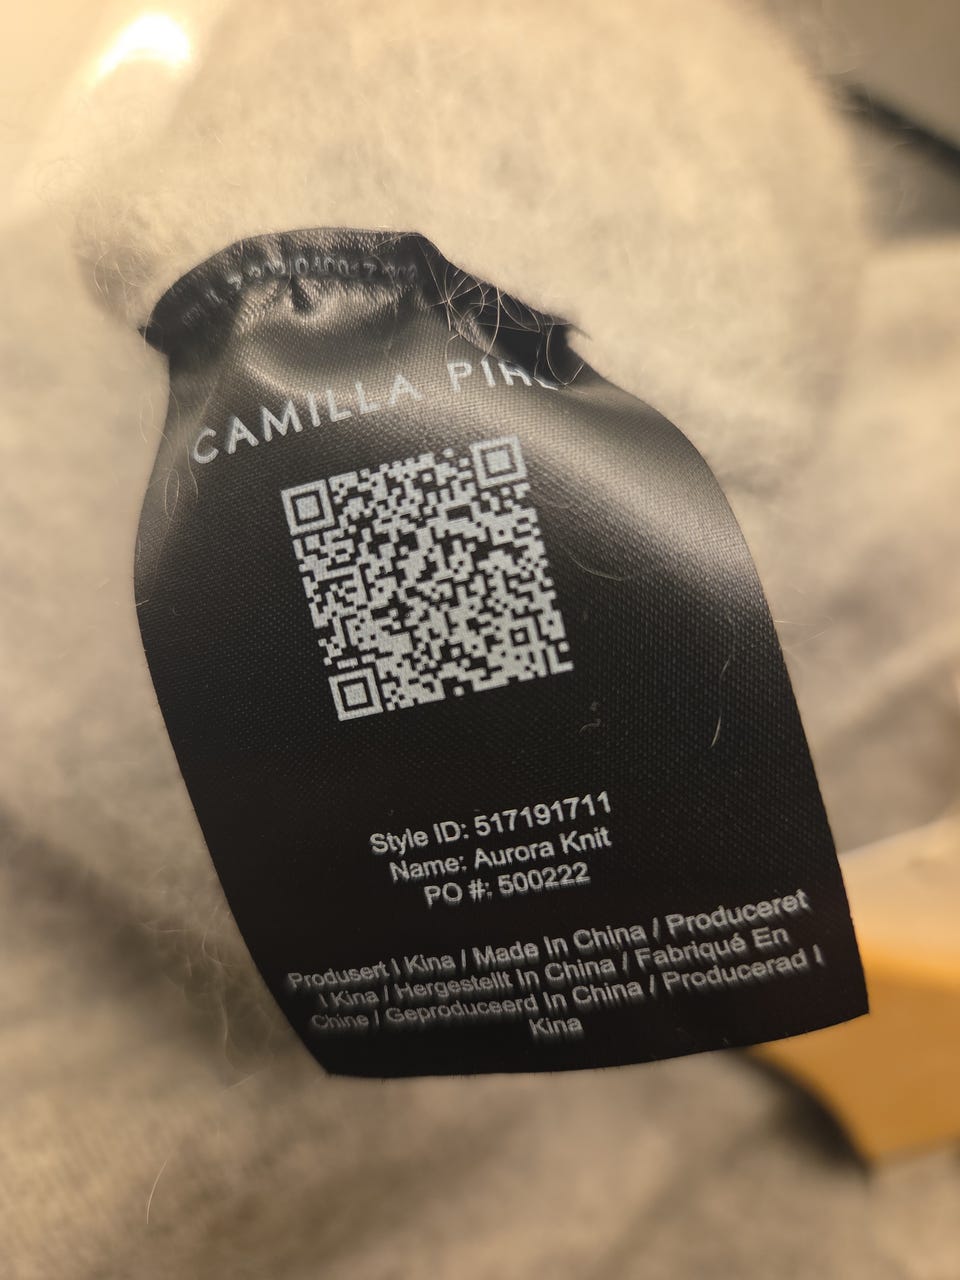 CAMILLA
Style ID: 517191711
Name: Aurora Knit
PO #: 500222
Produsert I Kina / Made In China / Produceret
I Kina / Hergestellt In China / Fabriqué En
Chine / Geproduceerd In China / Producerad I
Kina